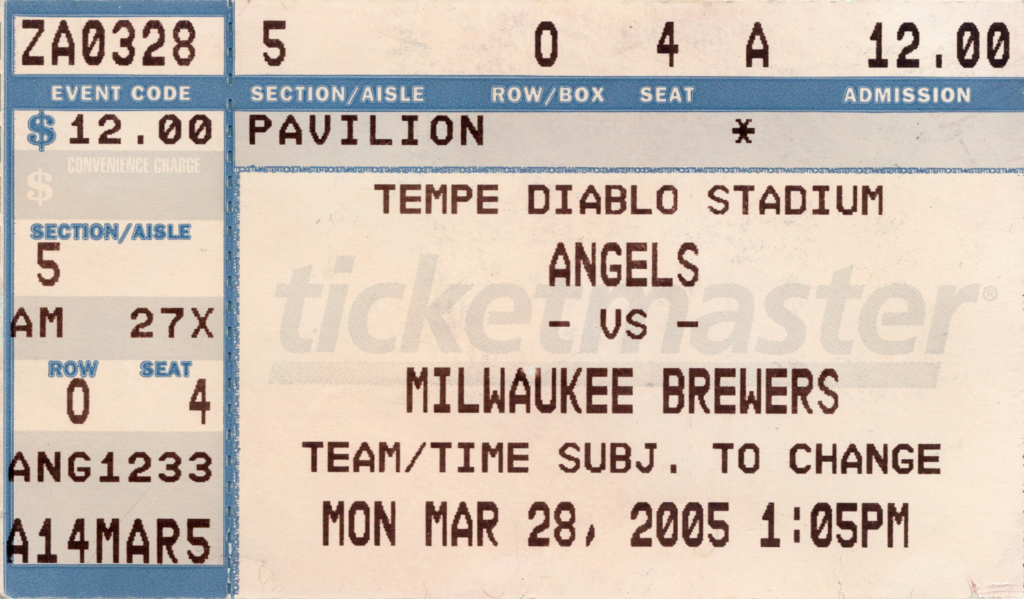 ZA0328
EVENT CODE
$ 12.00
CONVENIENCE CHARGE
$
SECTION/AISLE
5
AM 27X
ROW SEAT
O 4
ANG1233
A14MAR5
5 O 4 A 12.00
SECTION/AISLE ROW/BOX SEAT ADMISSION
PAVILION *
TEMPE DIABLO STADIUM
ANGELS
- VS -
MILWAUKEE BREWERS
TEAM/TIME SUBJ. TO CHANGE
MON MAR 28, 2005 1:05PM
ticketmaster®